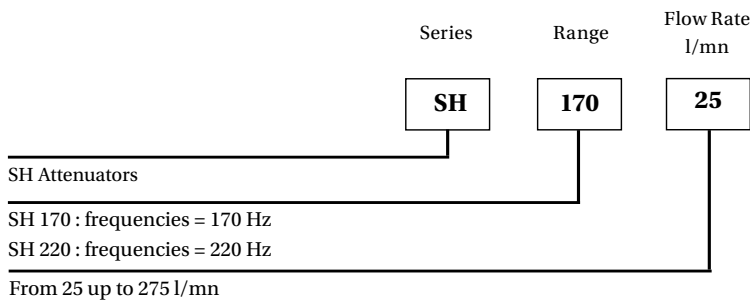 Series Range Flow Rate
l/mn
SH 170 25
SH Attenuators
SH 170 : frequencies = 170 Hz
SH 220 : frequencies = 220 Hz
From 25 up to 275 l/mn